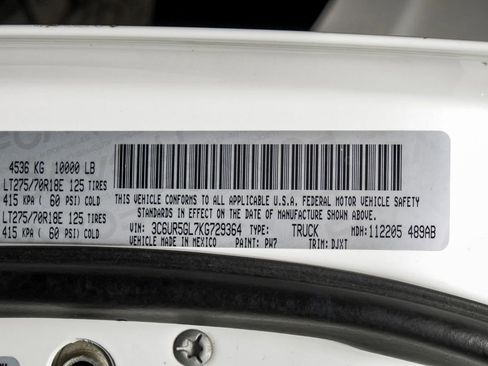 4536 KG 10000 LB
LT275/70R18E 125 TIRES
415 KPA ( 60 PSI) COLD
LT275/70R18E 125 TIRES
415 KPA ( 60 PSI) COLD
THIS VEHICLE CONFORMS TO ALL APPLICABLE U.S.A. FEDERAL MOTOR VEHICLE SAFETY
STANDARDS IN EFFECT ON THE DATE OF MANUFACTURE SHOWN ABOVE
VIN: 3C6UR5GL7KG729364 TYPE: TRUCK MDH: 112205 489AB
VEHICLE MADE IN MEXICO PAINT: PW7 TRIM: DJXT